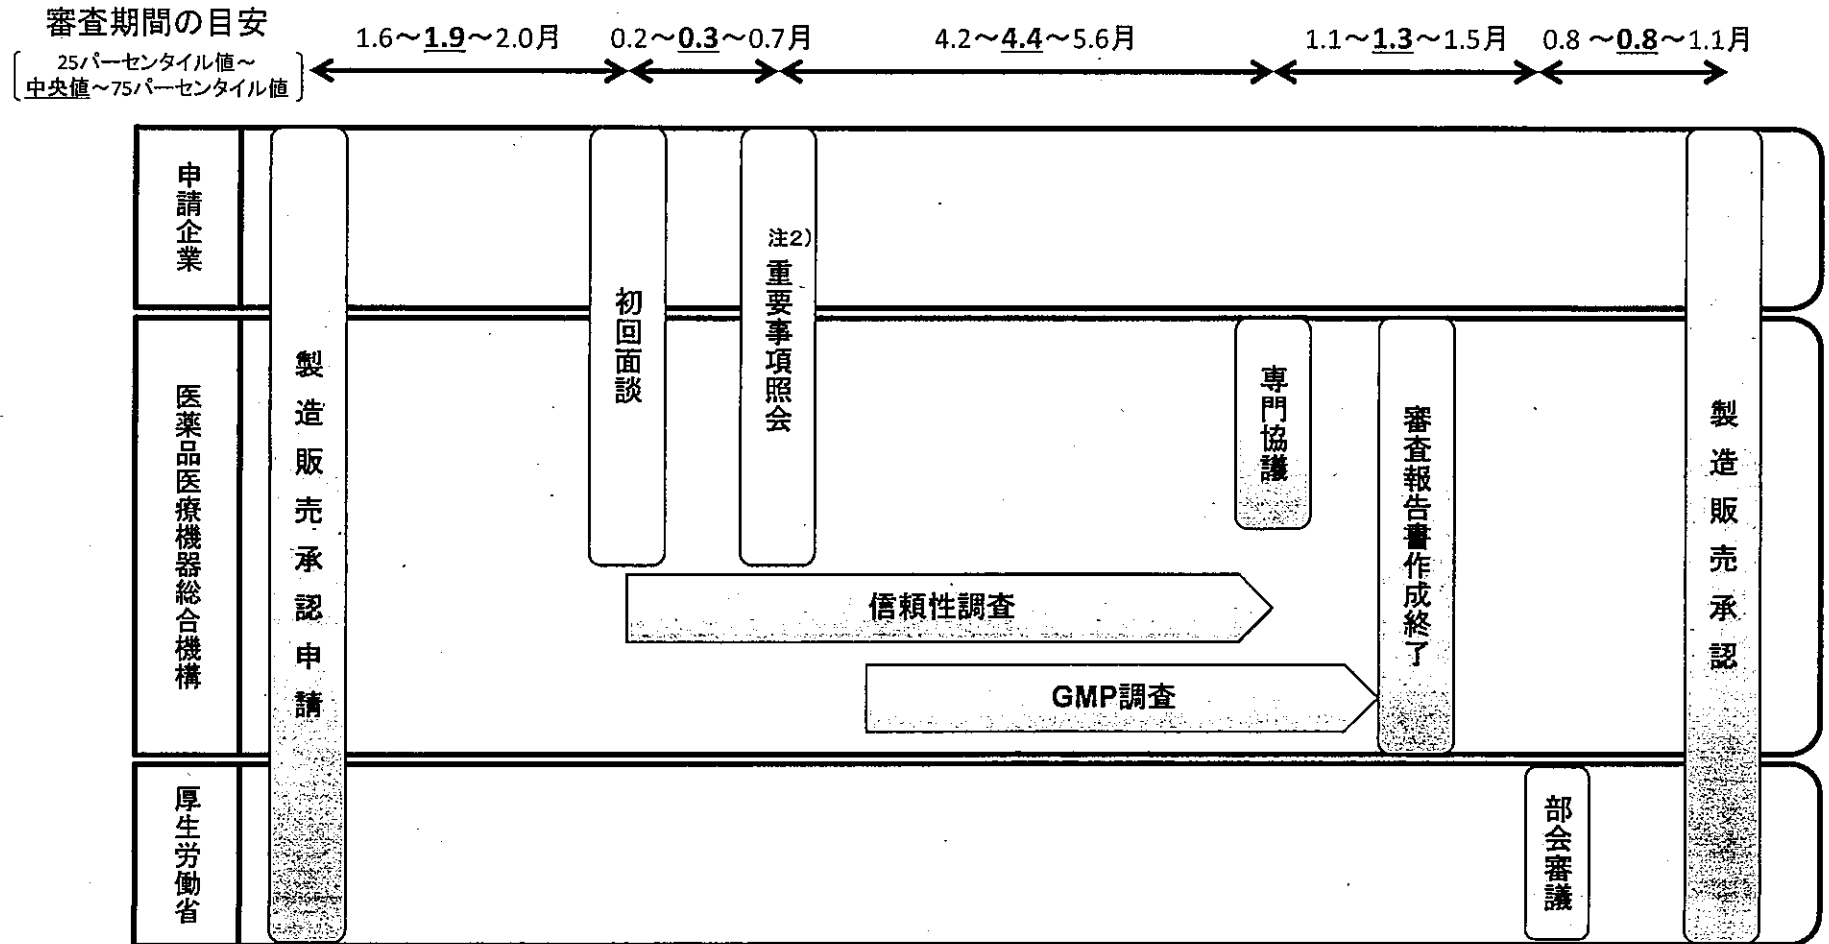 審査期間の目安
25パーセンタイル値～
中央値～75パーセンタイル値
1.6～1.9～2.0月
0.2～0.3～0.7月
4.2～4.4～5.6月
1.1～1.3～1.5月
0.8 ～0.8～1.1月
申請企業
医薬品医療機器総合機構
厚生労働省
製造販売承認申請
初回面談
注2)
重要事項照会
専門協議
審査報告書作成終了
信頼性調査
GMP調査
部会審議
製造販売承認